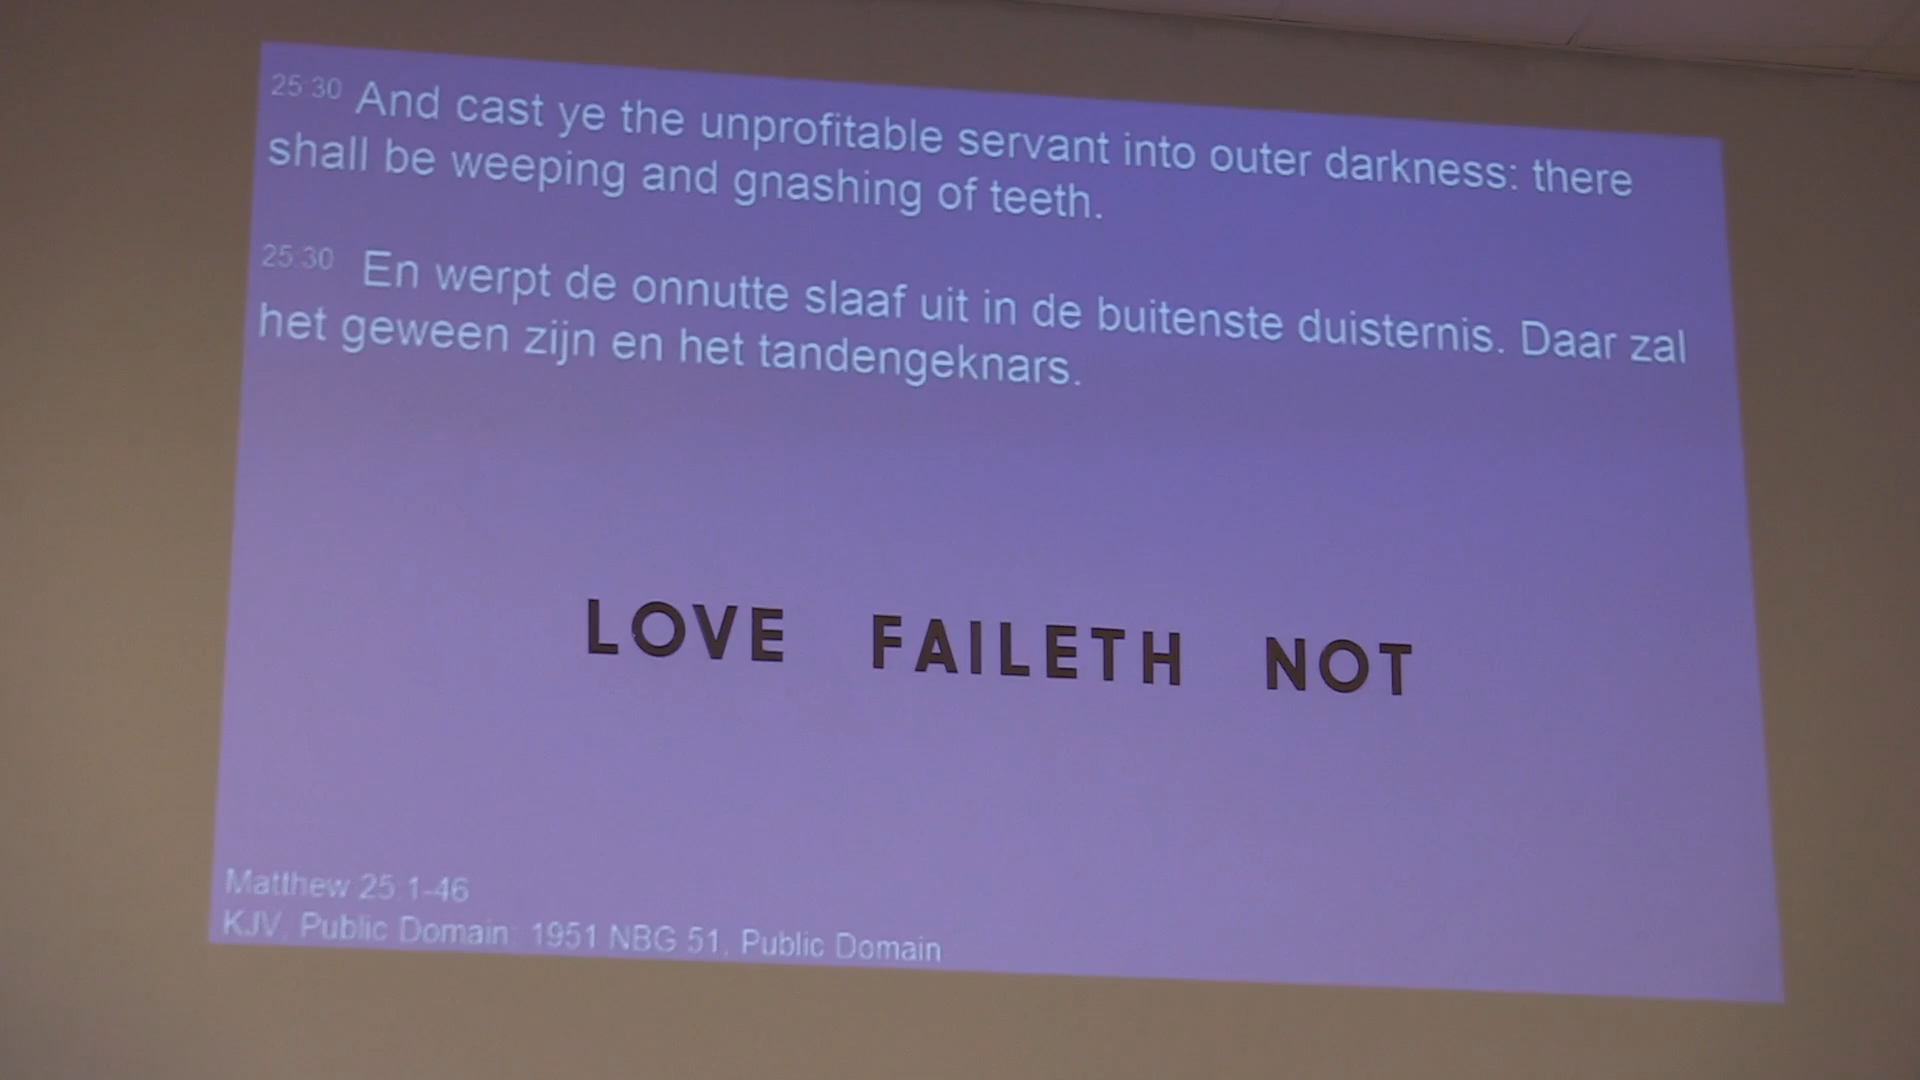 25:30 And cast ye the unprofitable servant into outer darkness: there
shall be weeping and gnashing of teeth.
25:30 En werpt de onnutte slaaf uit in de buitenste duisternis. Daar zal
het geween zijn en het tandengeknars.
LOVE FAILETH NOT
Matthew 25:1-46
KJV, Public Domain; 1951 NBG 51, Public Domain